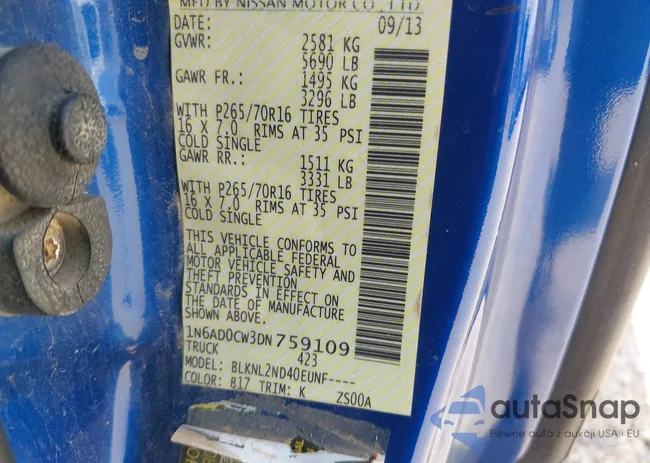 MFD BY NISSAN MOTOR CO., LTD
DATE: 09/13
GVWR: 2581 KG
5690 LB
GAWR FR.: 1495 KG
3296 LB
WITH P265/70R16 TIRES
16 X 7.0 RIMS AT 35 PSI
COLD SINGLE
GAWR RR.: 1511 KG
3331 LB
WITH P265/70R16 TIRES
16 X 7.0 RIMS AT 35 PSI
COLD SINGLE
THIS VEHICLE CONFORMS TO
ALL APPLICABLE FEDERAL
MOTOR VEHICLE SAFETY AND
THEFT PREVENTION
STANDARDS IN EFFECT ON
THE DATE OF MANUFACTURE
SHOWN ABOVE.
1N6AD0CW3DN759109
TRUCK 423
MODEL: BLKNL2ND40EUNF----
COLOR: B17 TRIM: K ZS00A
autaSnap
Pewne auta z aukcji USA i EU